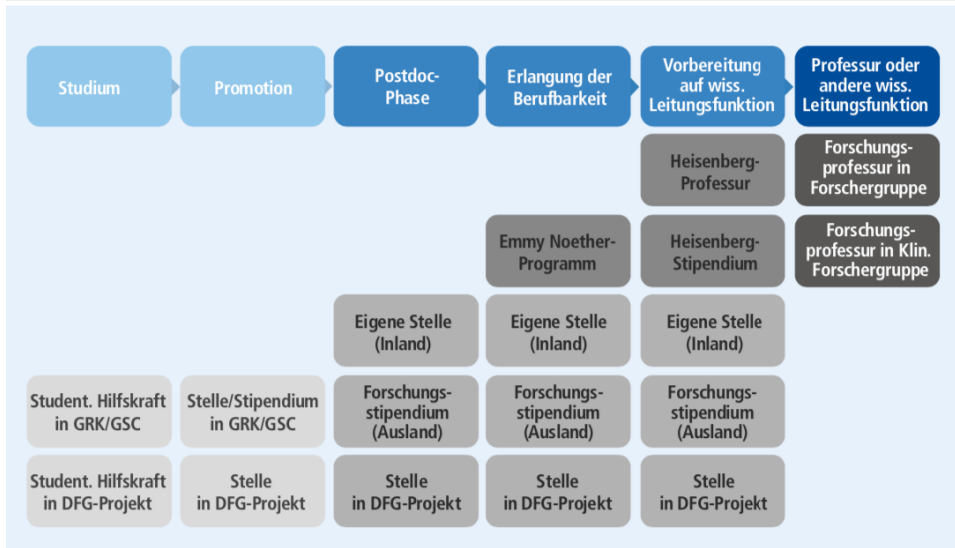 Studium
Promotion
Postdoc-
Phase
Erlangung der
Berufbarkeit
Vorbereitung
auf wiss.
Leitungsfunktion
Professur oder
andere wiss.
Leitungsfunktion
Heisenberg-
Professur
Forschungs-
professur in
Forschergruppe
Emmy Noether-
Programm
Heisenberg-
Stipendium
Forschungs-
professur in Klin.
Forschergruppe
Eigene Stelle
(Inland)
Eigene Stelle
(Inland)
Eigene Stelle
(Inland)
Student. Hilfskraft
in GRK/GSC
Stelle/Stipendium
in GRK/GSC
Forschungs-
stipendium
(Ausland)
Forschungs-
stipendium
(Ausland)
Forschungs-
stipendium
(Ausland)
Student. Hilfskraft
in DFG-Projekt
Stelle
in DFG-Projekt
Stelle
in DFG-Projekt
Stelle
in DFG-Projekt
Stelle
in DFG-Projekt